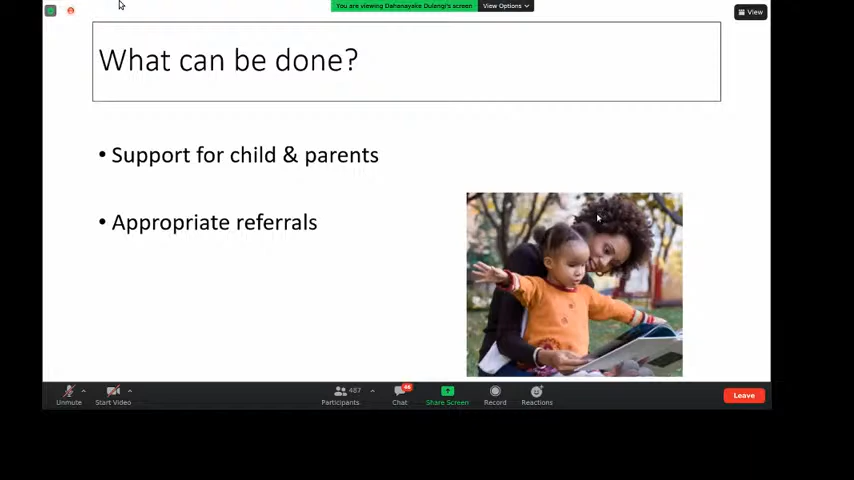 You are viewing Dahanayake Dulangi's screen
View Options
View
What can be done?
• Support for child & parents
• Appropriate referrals
Unmute
Start Video
487
Participants
Chat
Share Screen
Record
Reactions
Leave